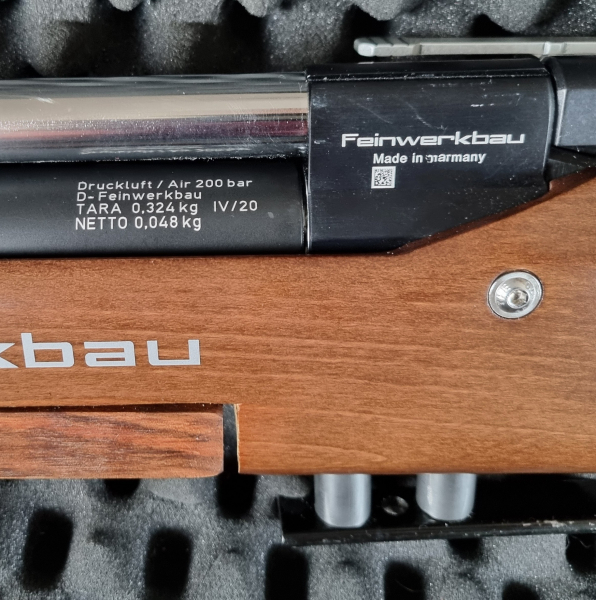 Feinwerkbau
Made in marmany
Druckluft / Air 200 bar
D-Feinwerkbau
TARA 0,324 kg IV/20
NETTO 0,048 kg
kbau